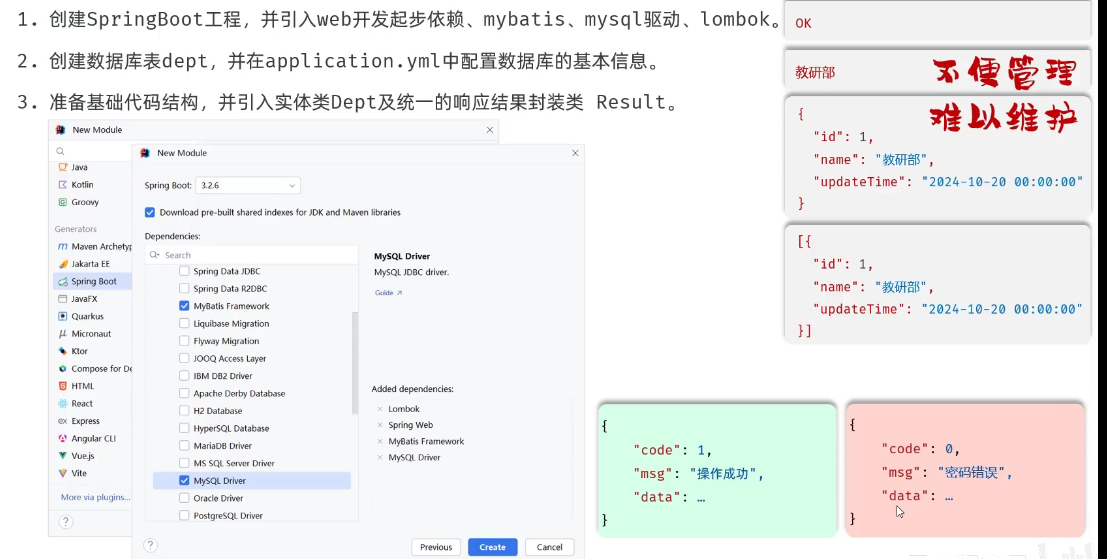 1. 创建SpringBoot工程，并引入web开发起步依赖、mybatis、mysql驱动、lombok。
2. 创建数据库表dept，并在application.yml中配置数据库的基本信息。
3. 准备基础代码结构，并引入实体类Dept及统一的响应结果封装类 Result。
New Module
Java
Kotlin
Groovy
Generators
Maven Archetyp
Jakarta EE
Spring Boot
JavaFX
Quarkus
Micronaut
Ktor
Compose for De
HTML
React
Express
Angular CLI
Vue.js
Vite
More via plugins...
?
New Module
Spring Boot:
3.2.6
Download pre-built shared indexes for JDK and Maven libraries
Dependencies:
Search
Spring Data JDBC
Spring Data R2DBC
MyBatis Framework
Liquibase Migration
Flyway Migration
JOOQ Access Layer
IBM DB2 Driver
Apache Derby Database
H2 Database
HyperSQL Database
MariaDB Driver
MS SQL Server Driver
MySQL Driver
Oracle Driver
PostgreSQL Driver
MySQL Driver
MySQL JDBC driver.
Guide ↗
Added dependencies:
× Lombok
× Spring Web
× MyBatis Framework
× MySQL Driver
?
Previous
Create
Cancel
OK
教研部
不便管理
难以维护
{
"id": 1,
"name": "教研部",
"updateTime": "2024-10-20 00:00:00"
}
[{
"id": 1,
"name": "教研部",
"updateTime": "2024-10-20 00:00:00"
}]
{
"code": 1,
"msg": "操作成功",
"data": …
}
{
"code": 0,
"msg": "密码错误",
"data": …
}